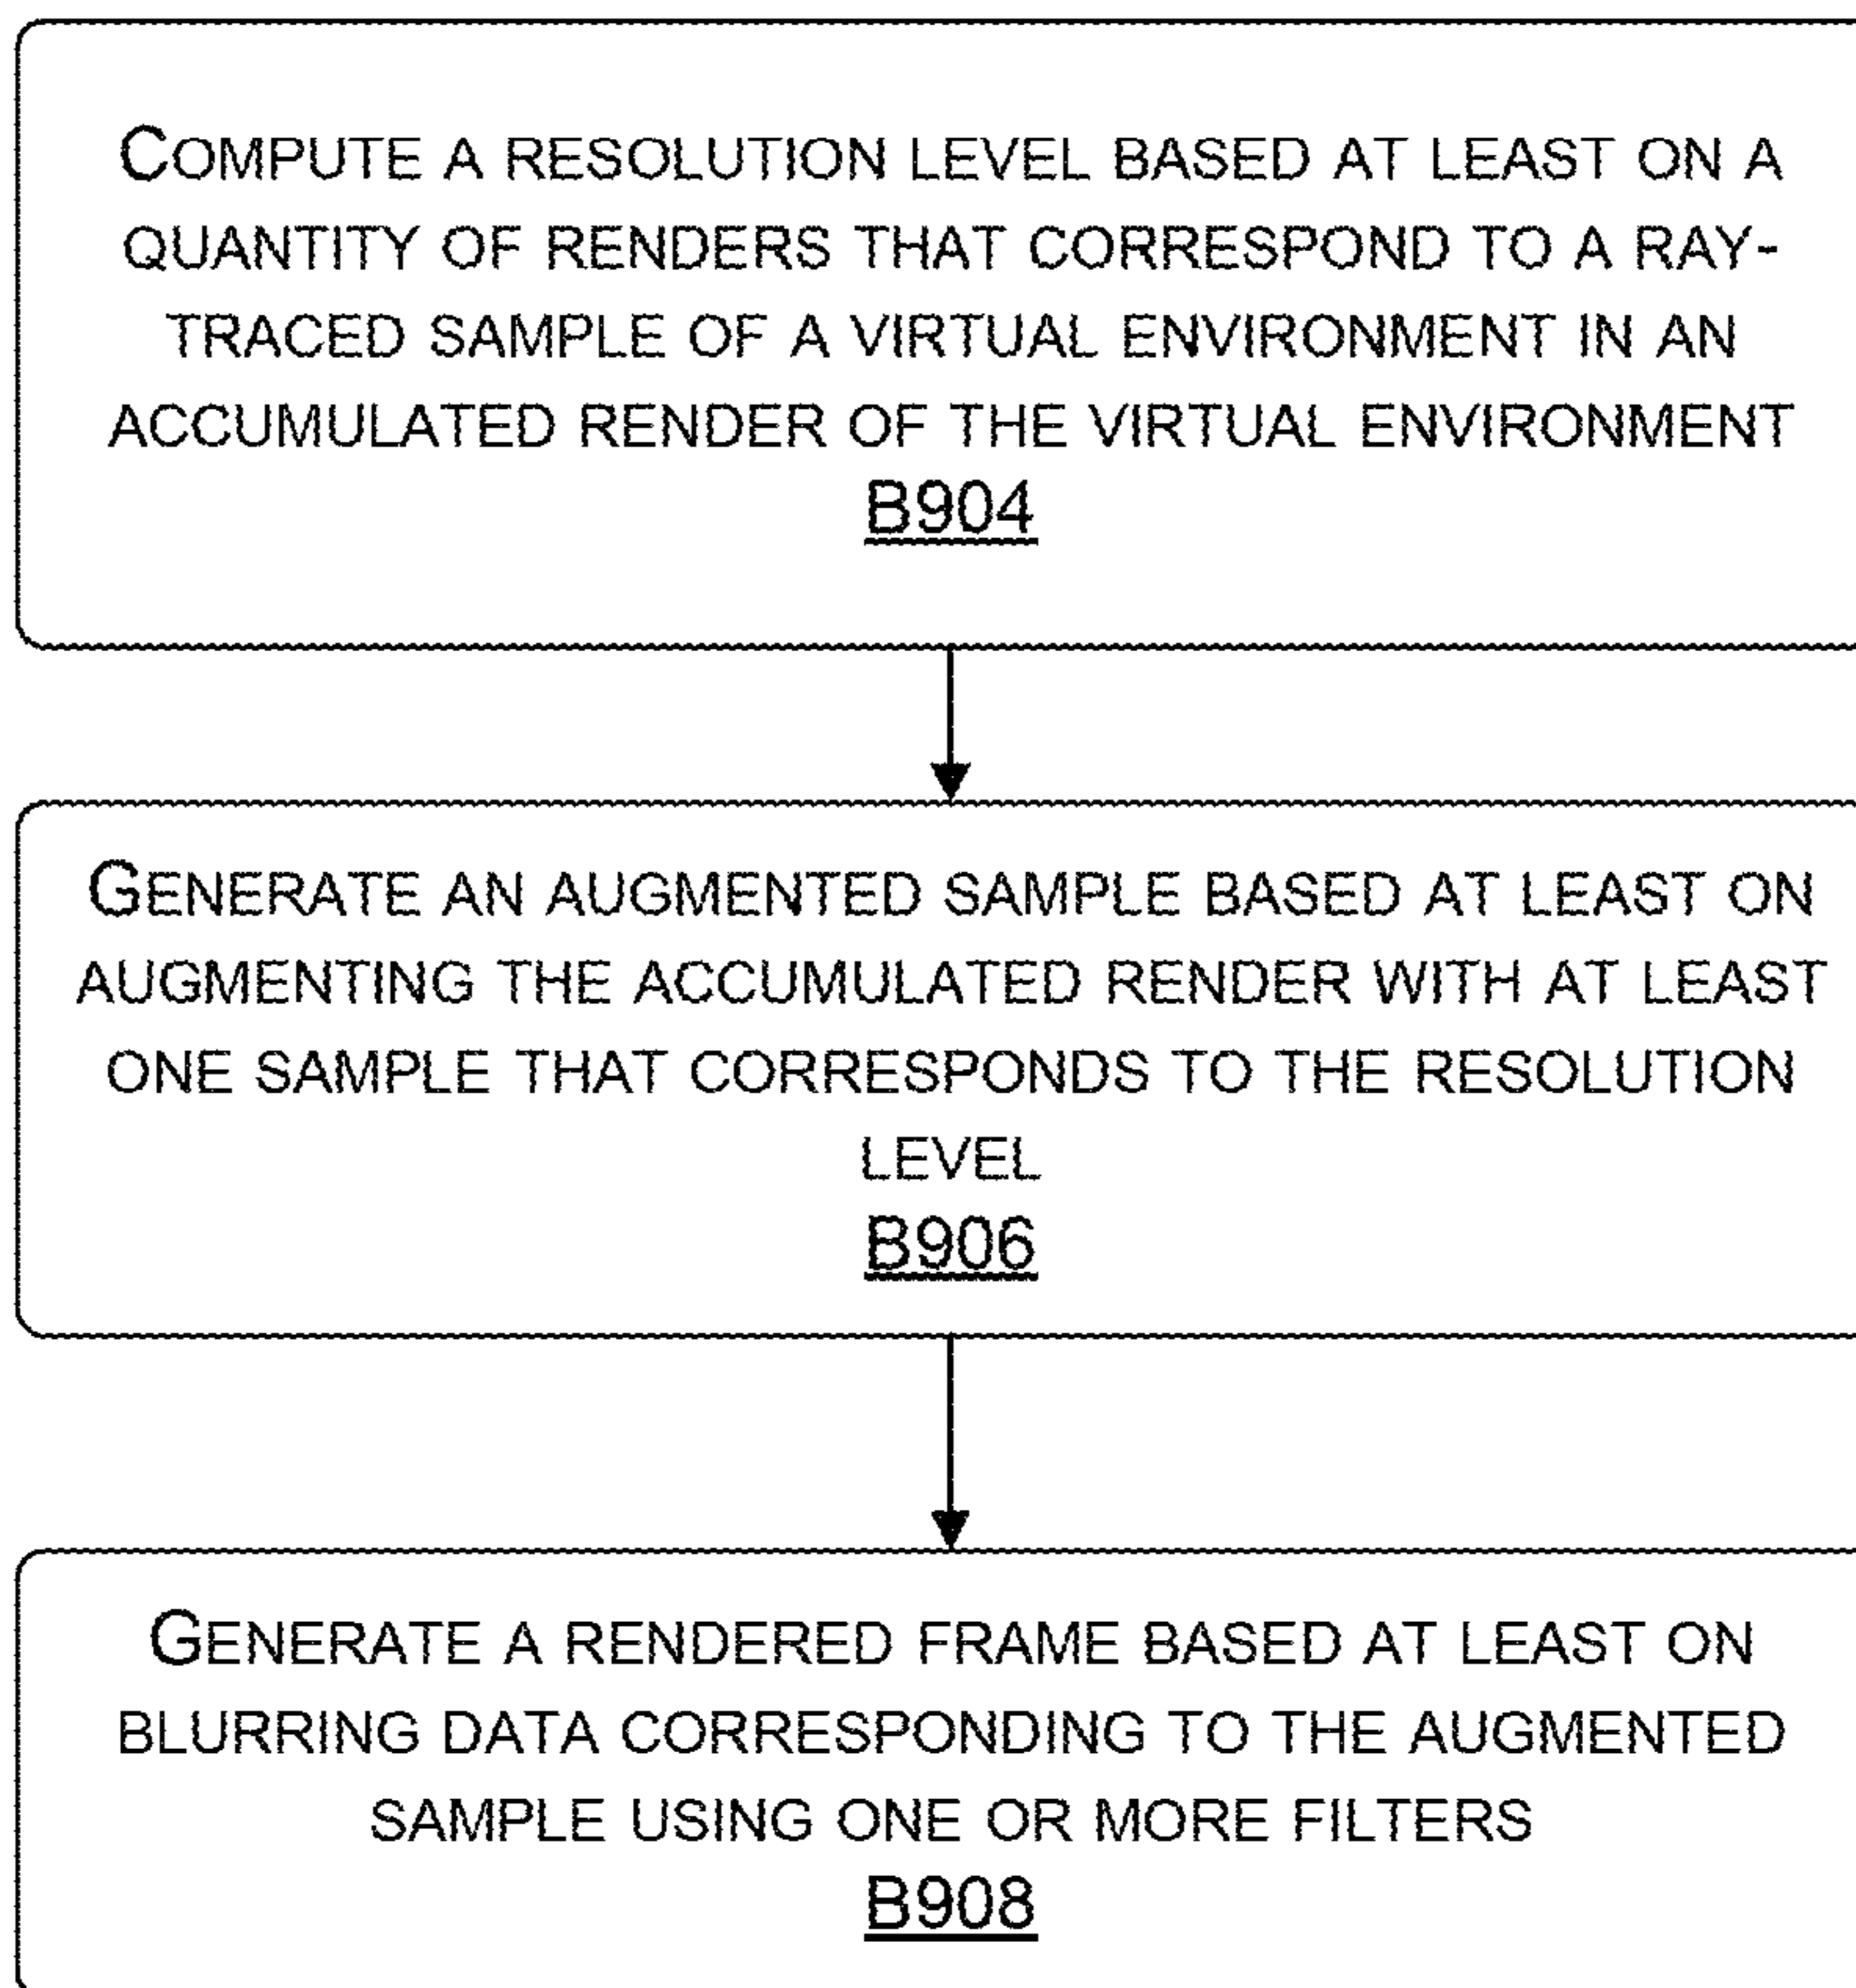 COMPUTE A RESOLUTION LEVEL BASED AT LEAST ON A
QUANTITY OF RENDERS THAT CORRESPOND TO A RAY-
TRACED SAMPLE OF A VIRTUAL ENVIRONMENT IN AN
ACCUMULATED RENDER OF THE VIRTUAL ENVIRONMENT
B904
GENERATE AN AUGMENTED SAMPLE BASED AT LEAST ON
AUGMENTING THE ACCUMULATED RENDER WITH AT LEAST
ONE SAMPLE THAT CORRESPONDS TO THE RESOLUTION
LEVEL
B906
GENERATE A RENDERED FRAME BASED AT LEAST ON
BLURRING DATA CORRESPONDING TO THE AUGMENTED
SAMPLE USING ONE OR MORE FILTERS
B908